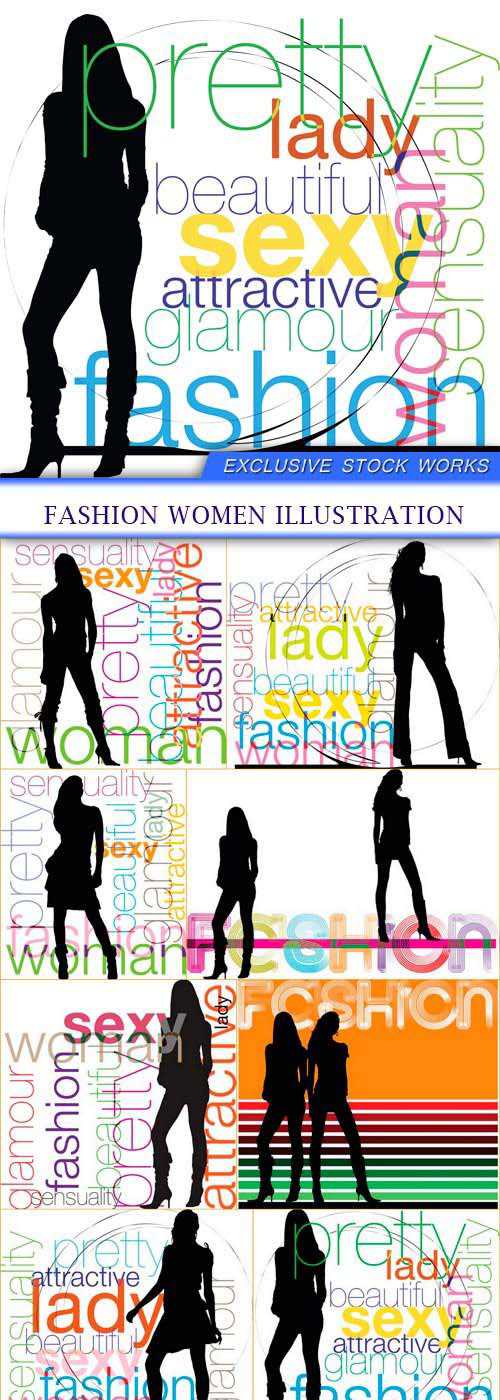 pretty
lady
beautiful
sexy
attractive
glamour
fashion
woman
sensuality
EXCLUSIVE STOCK WORKS
FASHION WOMEN ILLUSTRATION
sensuality
sexy
lady
glamour
pretty
beautiful
attractive
fashion
woman
pretty
attractive
lady
beautiful
sexy
fashion
woman
sensuality
glamour
sensuality
pretty
beautiful
lady
sexy
glamour
attractive
fashion
woman
FASHION
sexy
woman
lady
glamour
fashion
beautiful
pretty
attractive
sensuality
FASHION
sensuality
pretty
attractive
lady
beautiful
sexy
fashion
glamour
pretty
lady
beautiful
sexy
attractive
glamour
fashion
woman
sensuality